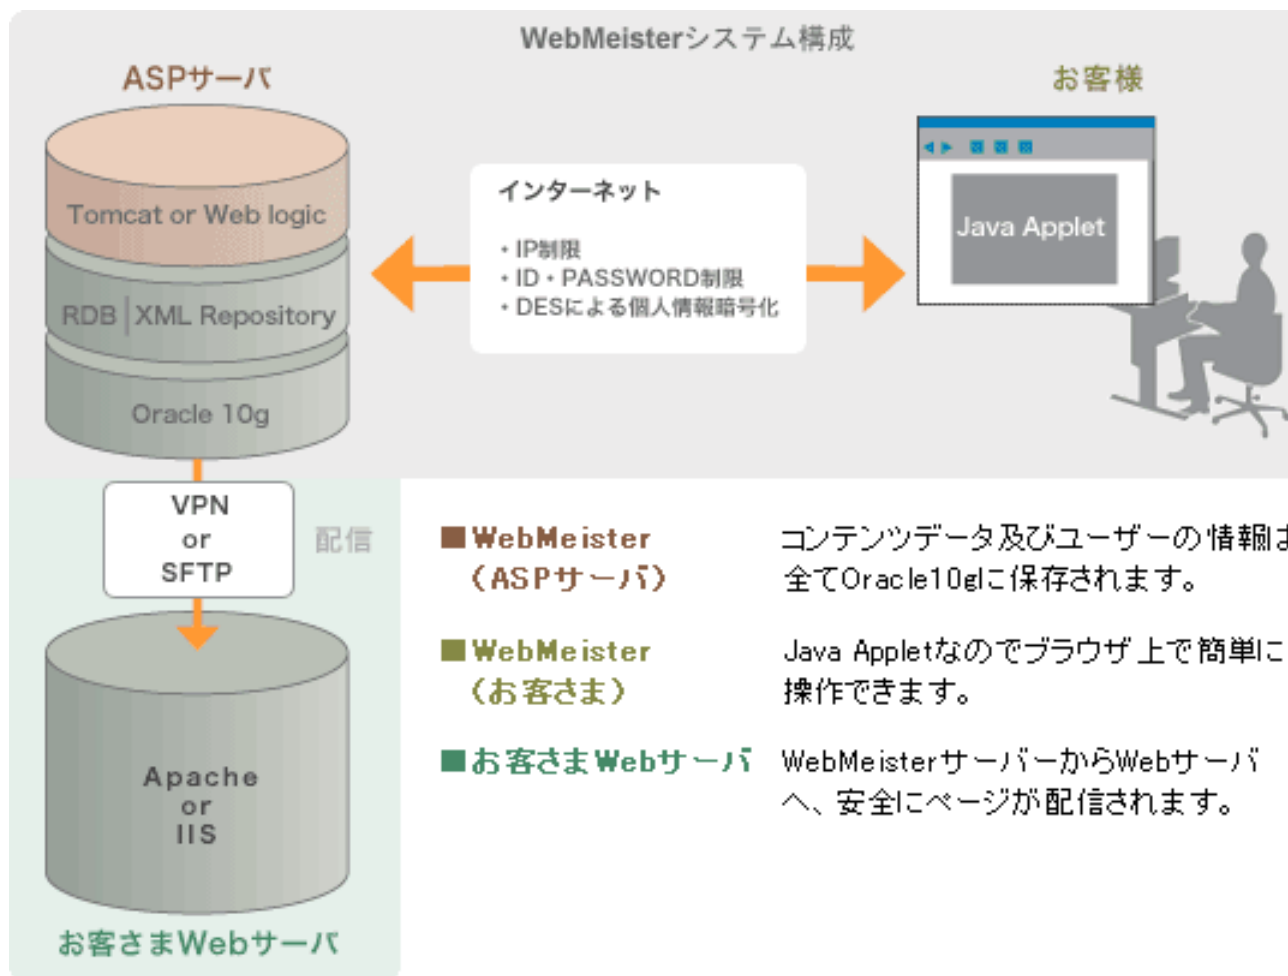 WebMeisterシステム構成
ASPサーバ
お客様
Tomcat or Web logic
RDB | XML Repository
Oracle 10g
インターネット
・IP制限
・ID・PASSWORD制限
・DESによる個人情報暗号化
Java Applet
VPN
or
SFTP
配信
Apache
or
IIS
お客さまWebサーバ
■WebMeister
（ASPサーバ）
コンテンツデータ及びユーザーの情報は
全てOracle10gに保存されます。
■WebMeister
（お客さま）
Java Appletなのでブラウザ上で簡単に
操作できます。
■お客さまWebサーバ
WebMeisterサーバーからWebサーバ
へ、安全にページが配信されます。